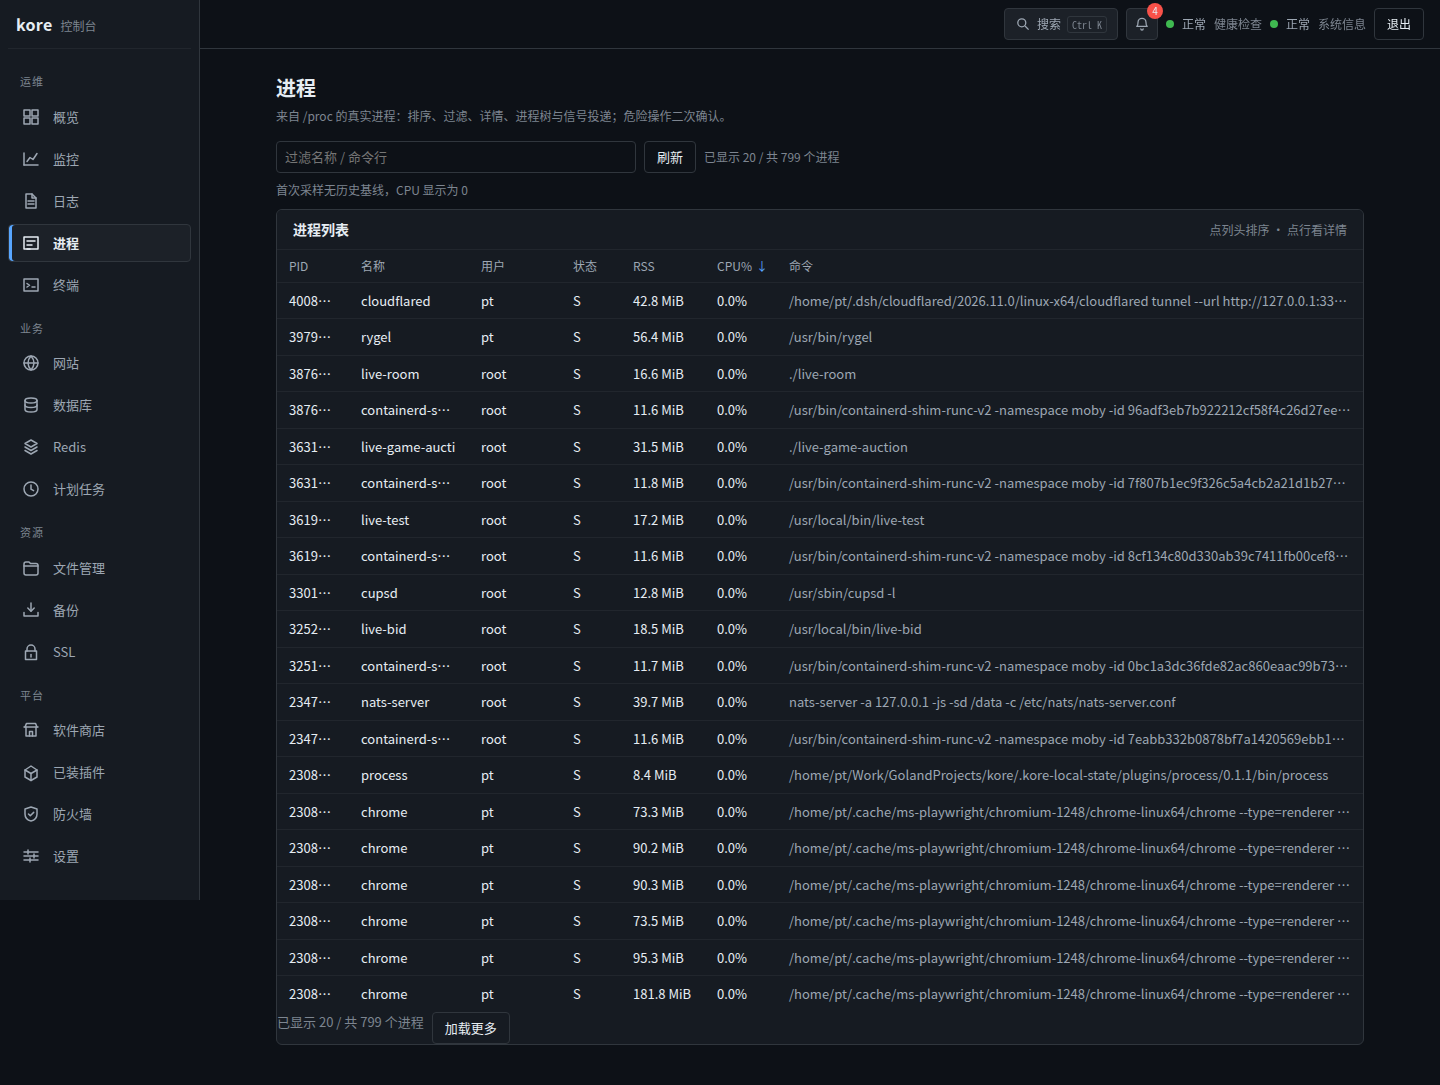 kore 控制台
搜索 Ctrl K
4
正常 健康检查
正常 系统信息
退出
运维
概览
监控
日志
进程
终端
业务
网站
数据库
Redis
计划任务
资源
文件管理
备份
SSL
平台
软件商店
已装插件
防火墙
设置
进程
来自 /proc 的真实进程：排序、过滤、详情、进程树与信号投递；危险操作二次确认。
过滤名称 / 命令行 刷新 已显示 20 / 共 799 个进程
首次采样无历史基线，CPU 显示为 0
进程列表 点列头排序 · 点行看详情
PID 名称 用户 状态 RSS CPU% ↓ 命令
4008… cloudflared pt S 42.8 MiB 0.0% /home/pt/.dsh/cloudflared/2026.11.0/linux-x64/cloudflared tunnel --url http://127.0.0.1:33…
3979… rygel pt S 56.4 MiB 0.0% /usr/bin/rygel
3876… live-room root S 16.6 MiB 0.0% ./live-room
3876… containerd-s… root S 11.6 MiB 0.0% /usr/bin/containerd-shim-runc-v2 -namespace moby -id 96adf3eb7b922212cf58f4c26d27ee…
3631… live-game-aucti root S 31.5 MiB 0.0% ./live-game-auction
3631… containerd-s… root S 11.8 MiB 0.0% /usr/bin/containerd-shim-runc-v2 -namespace moby -id 7f807b1ec9f326c5a4cb2a21d1b27…
3619… live-test root S 17.2 MiB 0.0% /usr/local/bin/live-test
3619… containerd-s… root S 11.6 MiB 0.0% /usr/bin/containerd-shim-runc-v2 -namespace moby -id 8cf134c80d330ab39c7411fb00cef8…
3301… cupsd root S 12.8 MiB 0.0% /usr/sbin/cupsd -l
3252… live-bid root S 18.5 MiB 0.0% /usr/local/bin/live-bid
3251… containerd-s… root S 11.7 MiB 0.0% /usr/bin/containerd-shim-runc-v2 -namespace moby -id 0bc1a3dc36fde82ac860eaac99b73…
2347… nats-server root S 39.7 MiB 0.0% nats-server -a 127.0.0.1 -js -sd /data -c /etc/nats/nats-server.conf
2347… containerd-s… root S 11.6 MiB 0.0% /usr/bin/containerd-shim-runc-v2 -namespace moby -id 7eabb332b0878bf7a1420569ebb1…
2308… process pt S 8.4 MiB 0.0% /home/pt/Work/GolandProjects/kore/.kore-local-state/plugins/process/0.1.1/bin/process
2308… chrome pt S 73.3 MiB 0.0% /home/pt/.cache/ms-playwright/chromium-1248/chrome-linux64/chrome --type=renderer …
2308… chrome pt S 90.2 MiB 0.0% /home/pt/.cache/ms-playwright/chromium-1248/chrome-linux64/chrome --type=renderer …
2308… chrome pt S 90.3 MiB 0.0% /home/pt/.cache/ms-playwright/chromium-1248/chrome-linux64/chrome --type=renderer …
2308… chrome pt S 73.5 MiB 0.0% /home/pt/.cache/ms-playwright/chromium-1248/chrome-linux64/chrome --type=renderer …
2308… chrome pt S 95.3 MiB 0.0% /home/pt/.cache/ms-playwright/chromium-1248/chrome-linux64/chrome --type=renderer …
2308… chrome pt S 181.8 MiB 0.0% /home/pt/.cache/ms-playwright/chromium-1248/chrome-linux64/chrome --type=renderer …
已显示 20 / 共 799 个进程 加载更多